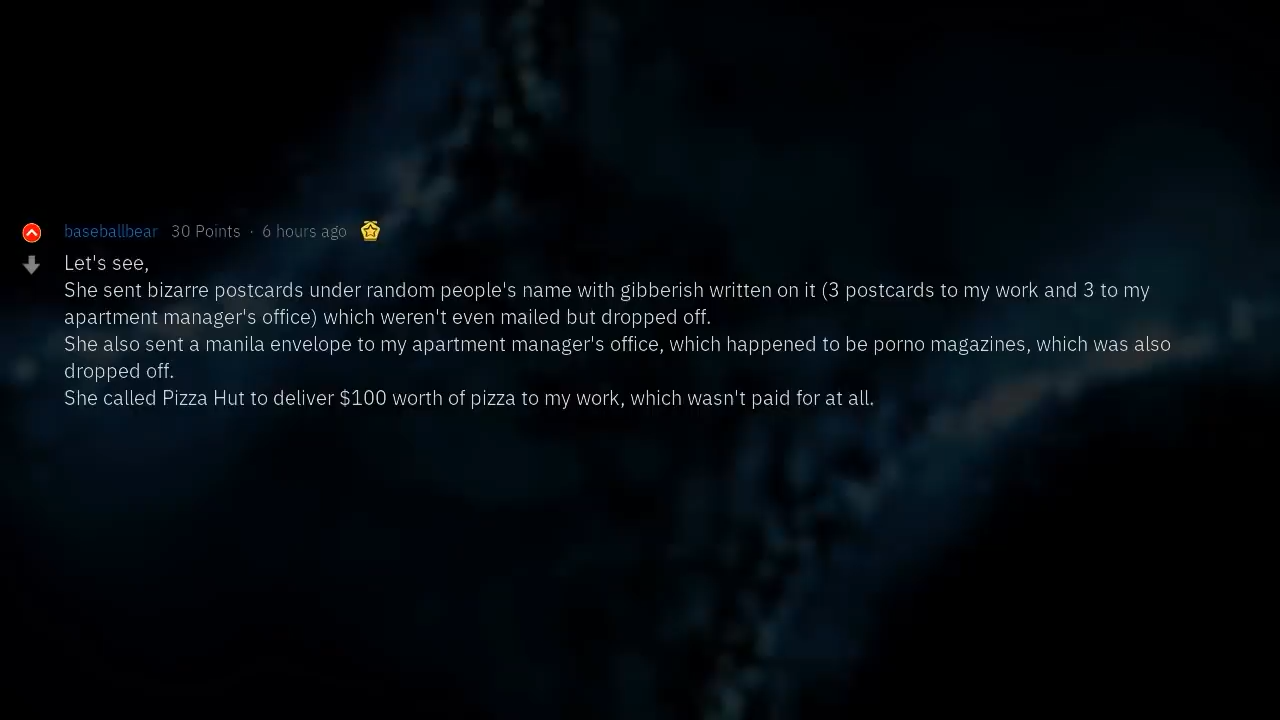 baseballbear 30 Points · 6 hours ago
Let's see,
She sent bizarre postcards under random people's name with gibberish written on it (3 postcards to my work and 3 to my
apartment manager's office) which weren't even mailed but dropped off.
She also sent a manila envelope to my apartment manager's office, which happened to be porno magazines, which was also
dropped off.
She called Pizza Hut to deliver $100 worth of pizza to my work, which wasn't paid for at all.